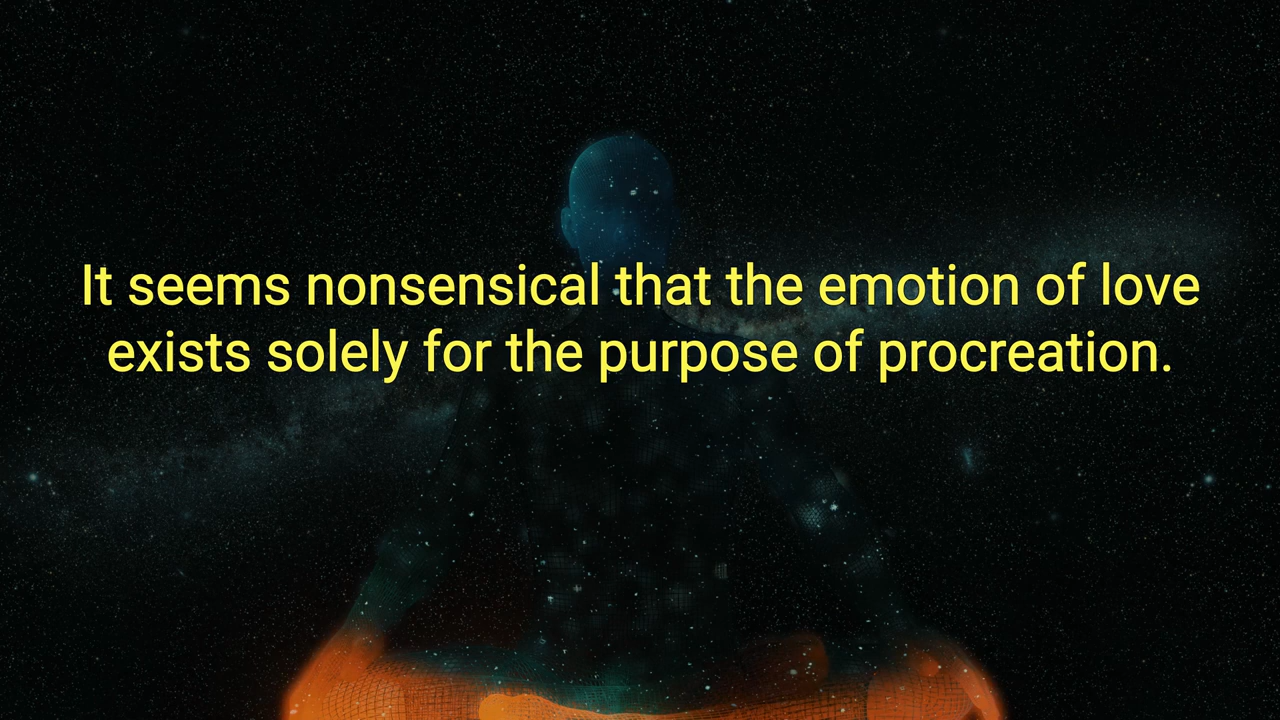 It seems nonsensical that the emotion of love
exists solely for the purpose of procreation.